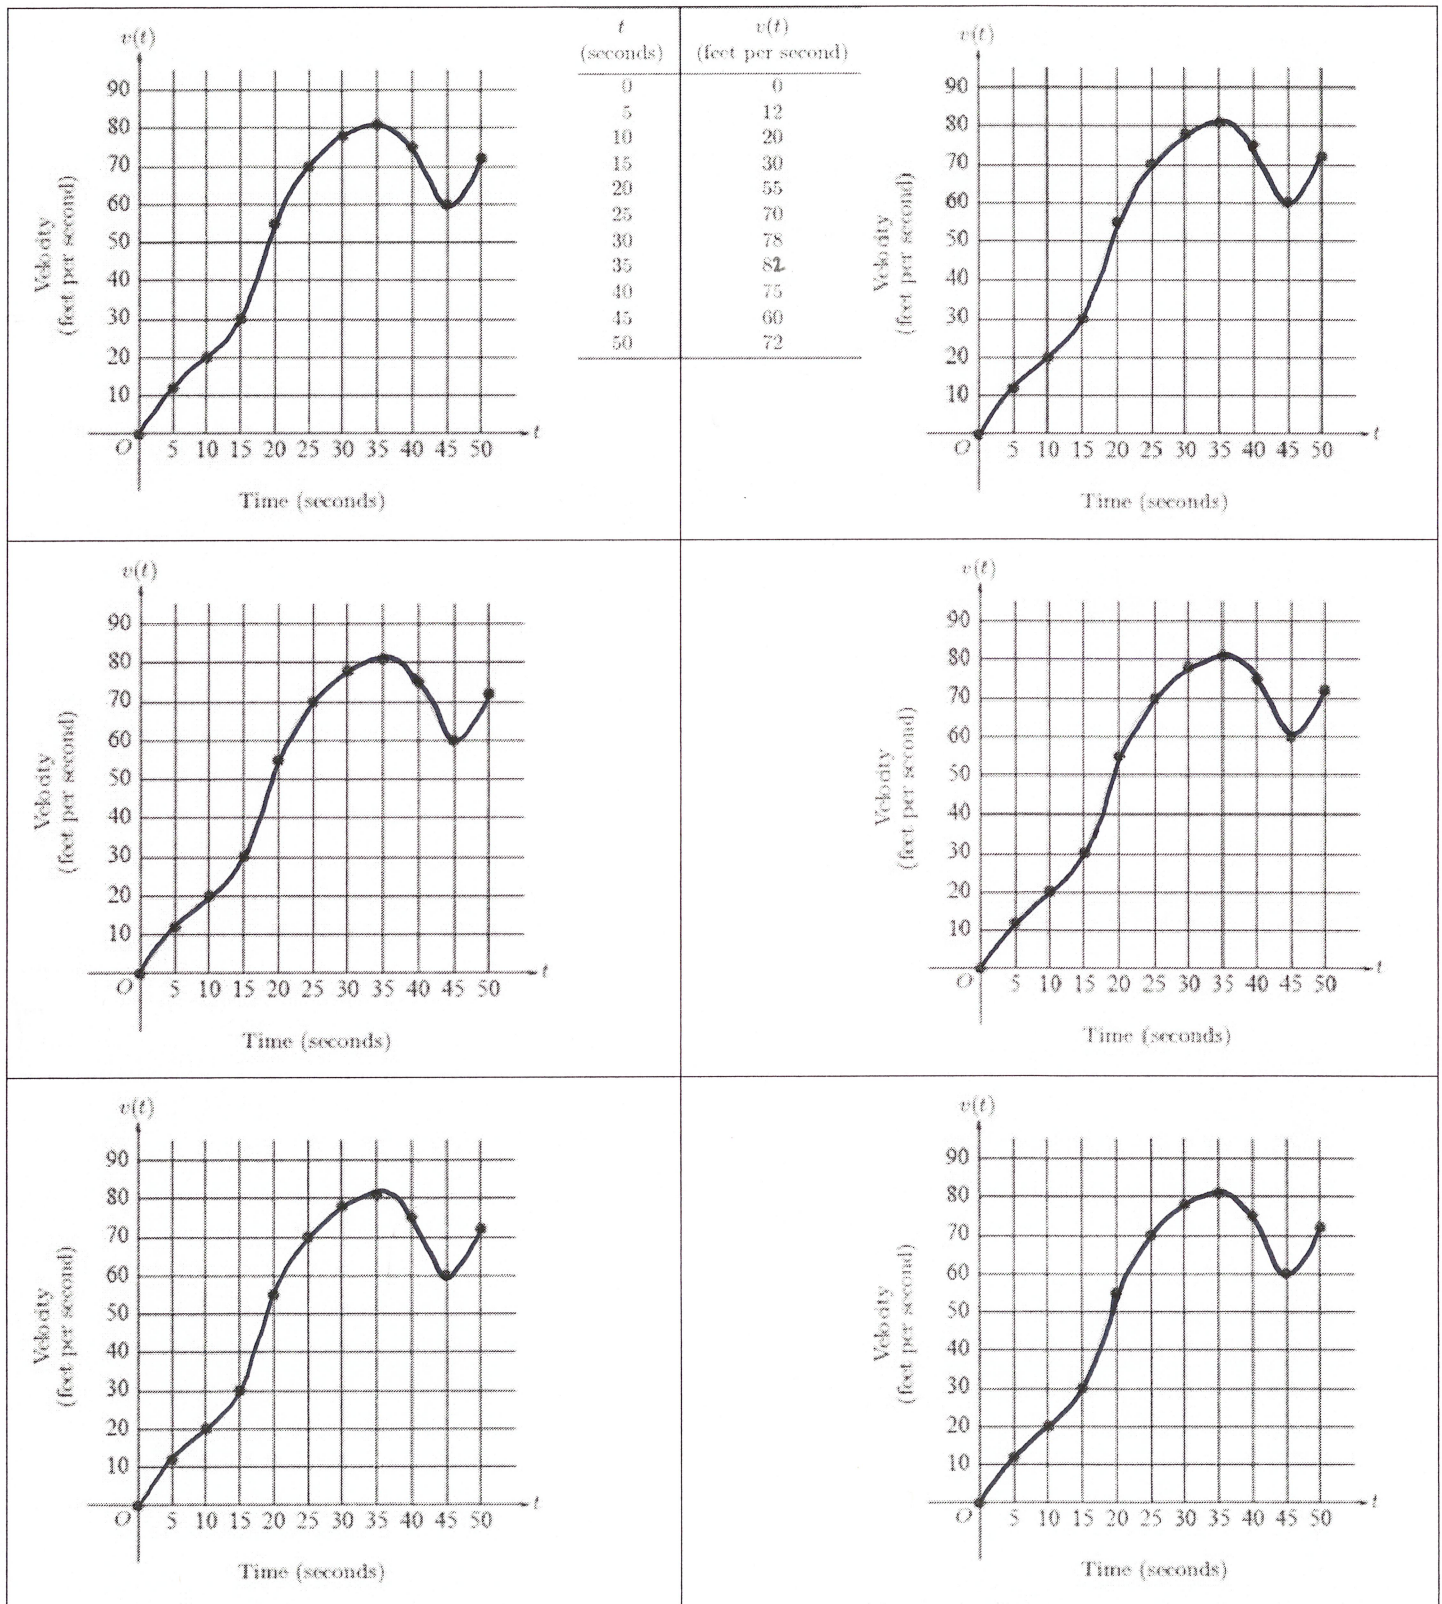 v(t)
90
80
70
60
50
40
30
20
10
O
5 10 15 20 25 30 35 40 45 50
t
Velocity
(feet per second)
Time (seconds)
t v(t)
(seconds) (feet per second)
0 0
5 12
10 20
15 30
20 55
25 70
30 78
35 82
40 75
45 60
50 72
v(t)
90
80
70
60
50
40
30
20
10
O
5 10 15 20 25 30 35 40 45 50
t
Velocity
(feet per second)
Time (seconds)
v(t)
90
80
70
60
50
40
30
20
10
O
5 10 15 20 25 30 35 40 45 50
t
Velocity
(feet per second)
Time (seconds)
v(t)
90
80
70
60
50
40
30
20
10
O
5 10 15 20 25 30 35 40 45 50
t
Velocity
(feet per second)
Time (seconds)
v(t)
90
80
70
60
50
40
30
20
10
O
5 10 15 20 25 30 35 40 45 50
t
Velocity
(feet per second)
Time (seconds)
v(t)
90
80
70
60
50
40
30
20
10
O
5 10 15 20 25 30 35 40 45 50
t
Velocity
(feet per second)
Time (seconds)